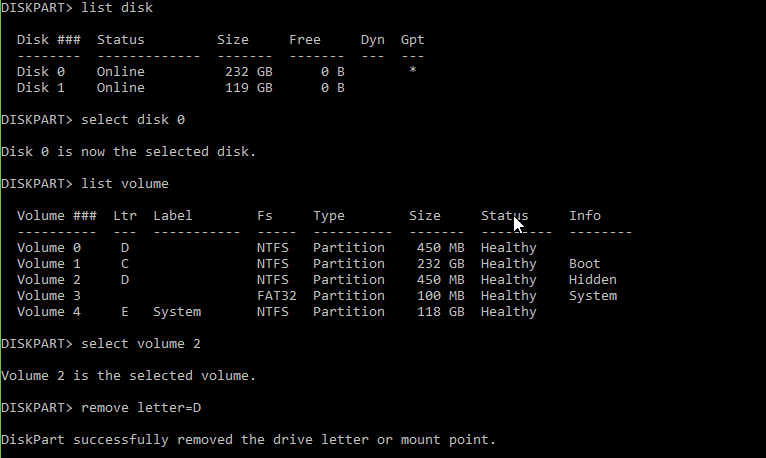 DISKPART> list disk
  Disk ###  Status         Size     Free     Dyn  Gpt
  --------  -------------  -------  -------  ---  ---
  Disk 0    Online          232 GB      0 B        *
  Disk 1    Online          119 GB      0 B
DISKPART> select disk 0
Disk 0 is now the selected disk.
DISKPART> list volume
  Volume ###  Ltr  Label        Fs     Type        Size     Status     Info
  ----------  ---  -----------  -----  ----------  -------  ---------  --------
  Volume 0     D                NTFS   Partition    450 MB  Healthy
  Volume 1     C                NTFS   Partition    232 GB  Healthy    Boot
  Volume 2     D                NTFS   Partition    450 MB  Healthy    Hidden
  Volume 3                      FAT32  Partition    100 MB  Healthy    System
  Volume 4     E   System       NTFS   Partition    118 GB  Healthy
DISKPART> select volume 2
Volume 2 is the selected volume.
DISKPART> remove letter=D
DiskPart successfully removed the drive letter or mount point.